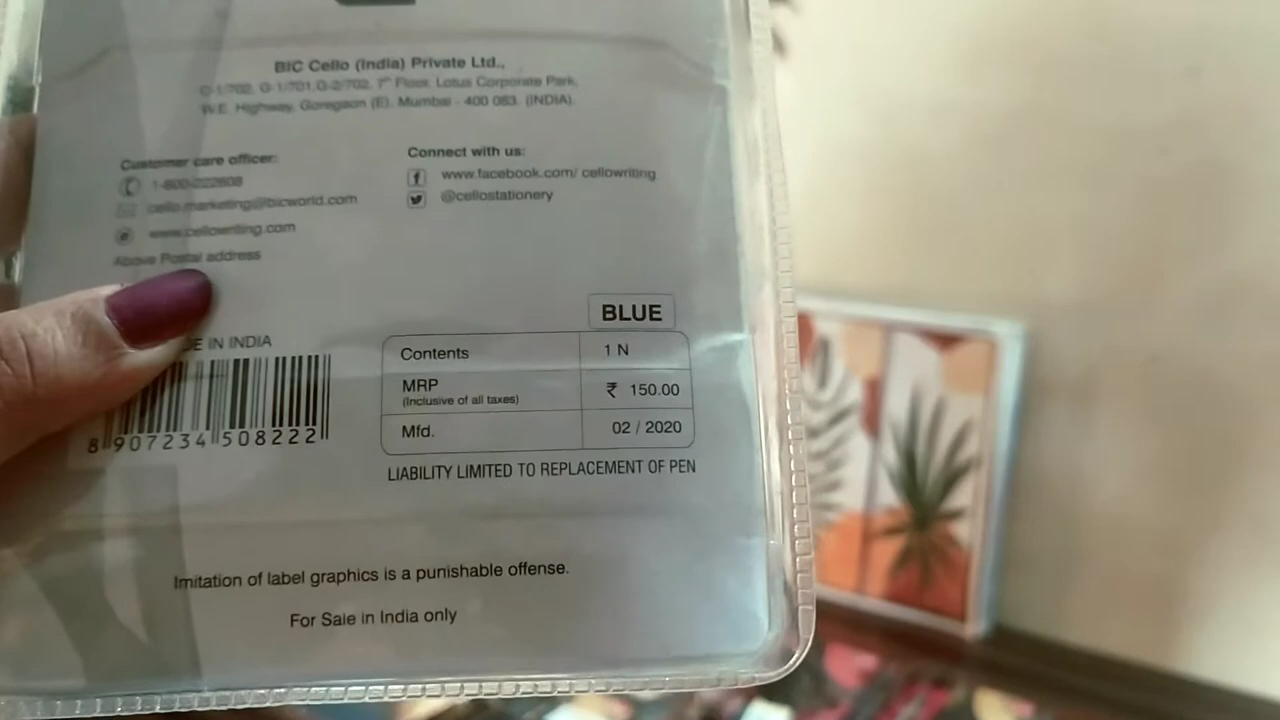 BIC Cello (India) Private Ltd.,
C-1/702, G-1/701,G-2/702, 7th Floor, Lotus Corporate Park,
W.E. Highway, Goregaon (E), Mumbai - 400 063. (INDIA).
Customer care officer:
1-800-222608
cello.marketing@bicworld.com
www.cellowriting.com
Above Postal address
Connect with us:
www.facebook.com/ cellowriting
@cellostationery
BLUE
E IN INDIA
8 907234 508222
Contents 1 N
MRP ₹ 150.00
(Inclusive of all taxes)
Mfd. 02 / 2020
LIABILITY LIMITED TO REPLACEMENT OF PEN
Imitation of label graphics is a punishable offense.
For Sale in India only